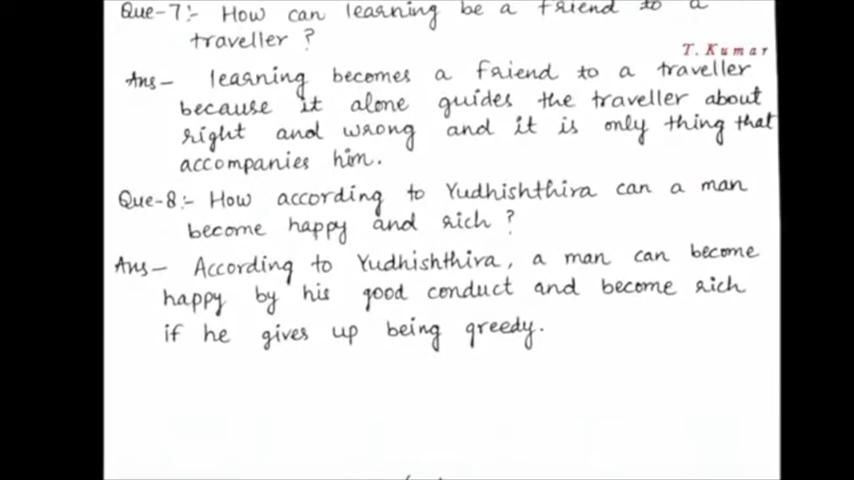 Que-7:- How can learning be a friend to a
traveller ?
T. Kumar
Ans- learning becomes a friend to a traveller
because it alone guides the traveller about
right and wrong and it is only thing that
accompanies him.
Que-8:- How according to Yudhishthira can a man
become happy and rich ?
Ans- According to Yudhishthira, a man can become
happy by his good conduct and become rich
if he gives up being greedy.